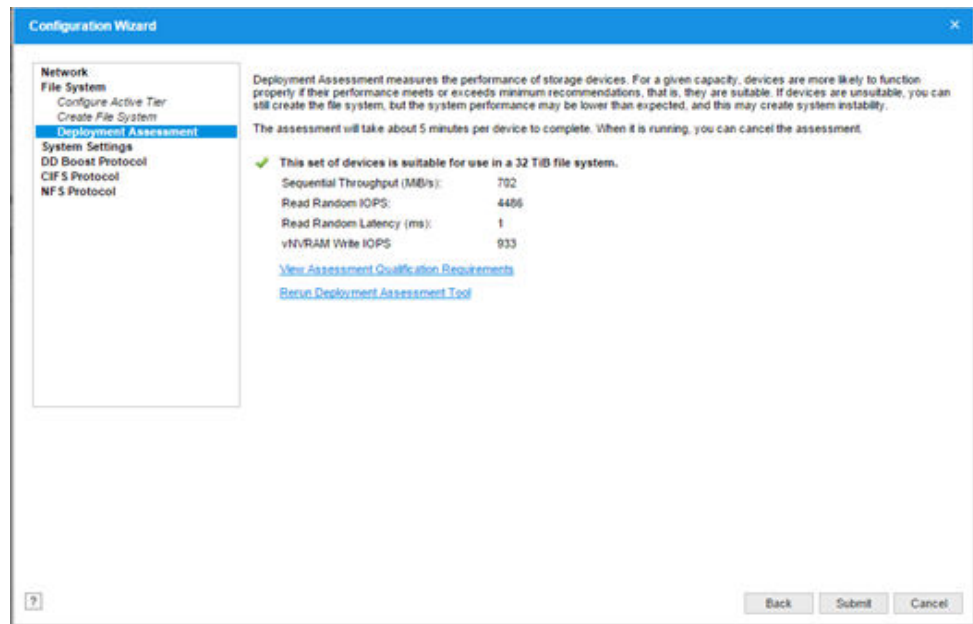 Configuration Wizard
×
Network
File System
Configure Active Tier
Create File System
Deployment Assessment
System Settings
DD Boost Protocol
CIFS Protocol
NFS Protocol
Deployment Assessment measures the performance of storage devices. For a given capacity, devices are more likely to function
properly if their performance meets or exceeds minimum recommendations, that is, they are suitable. If devices are unsuitable, you can
still create the file system, but the system performance may be lower than expected, and this may create system instability.
The assessment will take about 5 minutes per device to complete. When it is running, you can cancel the assessment.
This set of devices is suitable for use in a 32 TiB file system.
Sequential Throughput (MiB/s): 702
Read Random IOPS: 4486
Read Random Latency (ms): 1
vNVRAM Write IOPS 933
View Assessment Qualification Requirements
Rerun Deployment Assessment Tool
?
Back Submit Cancel